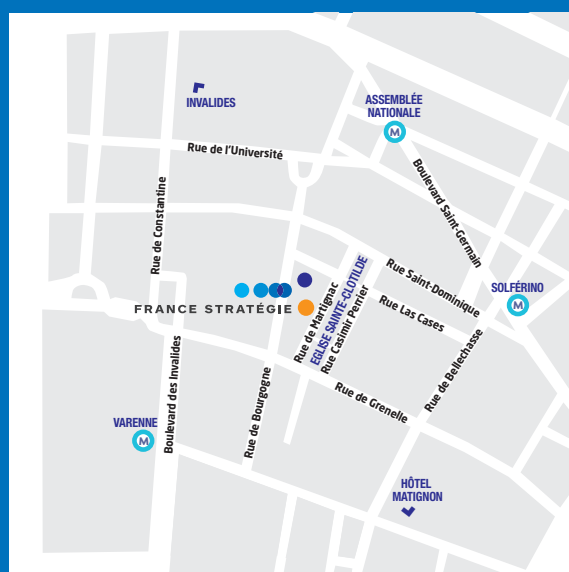 INVALIDES
ASSEMBLÉE
NATIONALE
M
Rue de l'Université
Boulevard Saint-Germain
Rue de Constantine
EGLISE SAINTE-CLOTILDE
Rue Saint-Dominique
SOLFÉRINO
M
Rue de Martignac
Rue Casimir Perrier
Rue Las Cases
FRANCE STRATÉGIE
Boulevard des Invalides
Rue de Bellechasse
Rue de Bourgogne
Rue de Grenelle
VARENNE
M
HÔTEL
MATIGNON